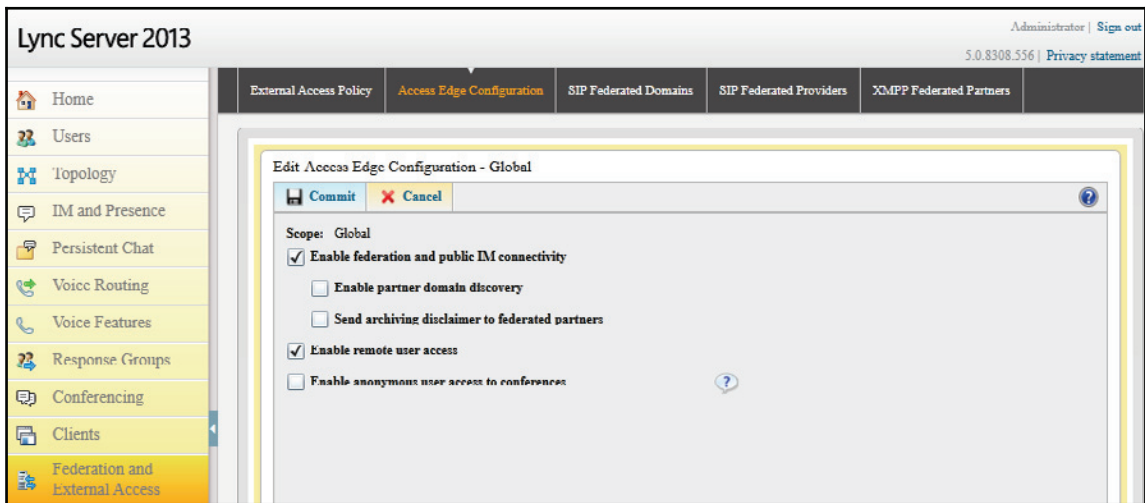 Lync Server 2013
Administrator | Sign out
5.0.8308.556 | Privacy statement
Home
Users
Topology
IM and Presence
Persistent Chat
Voice Routing
Voice Features
Response Groups
Conferencing
Clients
Federation and
External Access
External Access Policy
Access Edge Configuration
SIP Federated Domains
SIP Federated Providers
XMPP Federated Partners
Edit Access Edge Configuration - Global
Commit
Cancel
Scope: Global
Enable federation and public IM connectivity
Enable partner domain discovery
Send archiving disclaimer to federated partners
Enable remote user access
Enable anonymous user access to conferences